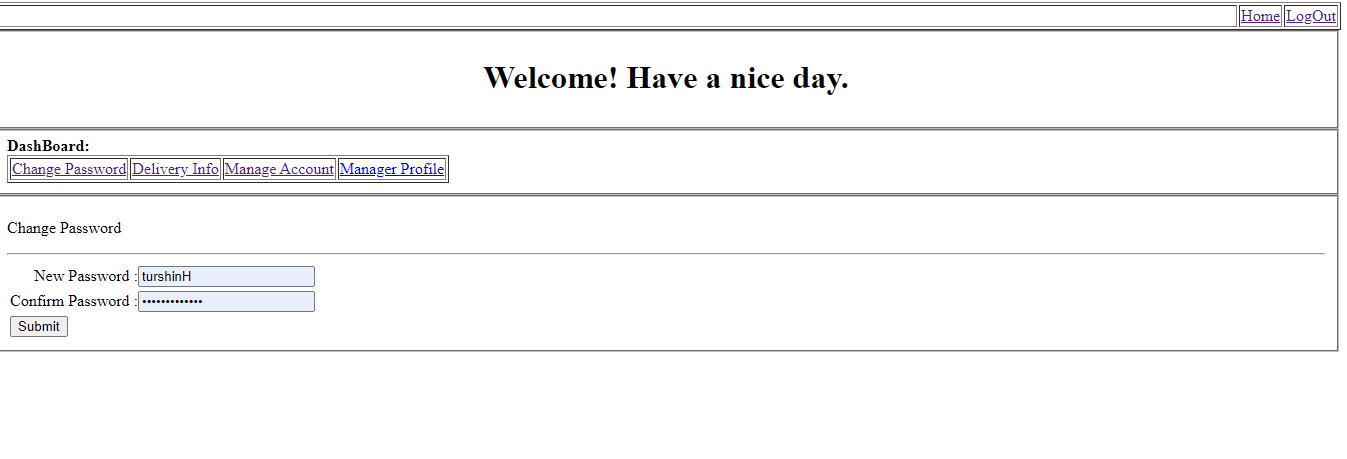 Home LogOut
Welcome! Have a nice day.
DashBoard:
Change Password Delivery Info Manage Account Manager Profile
Change Password
New Password : turshinH
Confirm Password : •••••••••••••
Submit